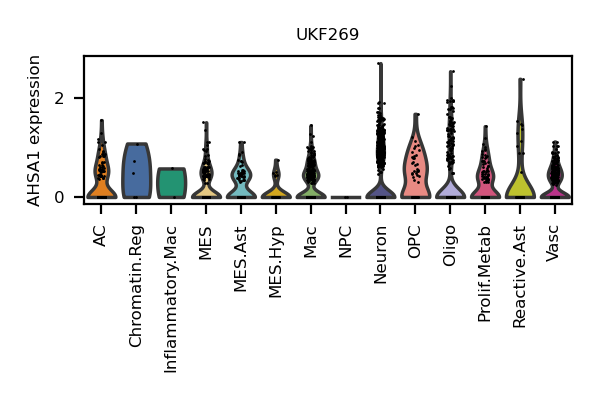 UKF269
AHSA1 expression
2
0
AC
Chromatin.Reg
Inflammatory.Mac
MES
MES.Ast
MES.Hyp
Mac
NPC
Neuron
OPC
Oligo
Prolif.Metab
Reactive.Ast
Vasc